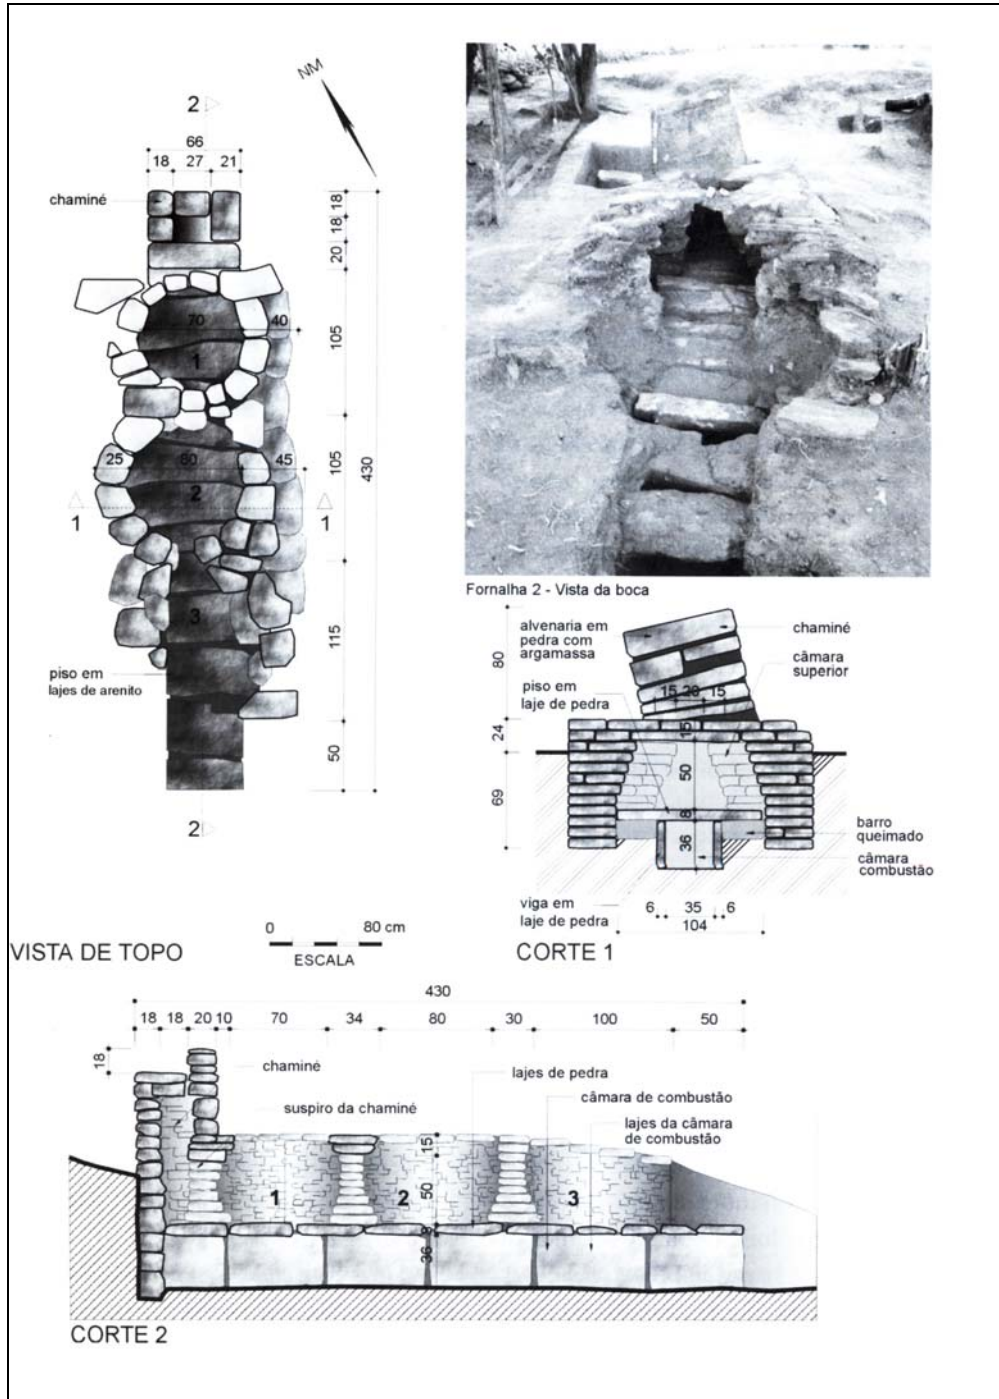 NM
2
66
18 27 21
chaminé
18
18
20
70 40
105
1
25 80 45
105
430
2
1 1
3
115
piso em
lajes de arenito
50
2
0 80 cm
ESCALA
VISTA DE TOPO
Fornalha 2 - Vista da boca
alvenaria em
pedra com
argamassa
chaminé
câmara
superior
80
piso em
laje de pedra
15 20 15
24
15
50
69
8
36
barro
queimado
câmara
combustão
viga em
laje de pedra
6 35 6
104
CORTE 1
430
18 18 20 10 70 34 80 30 100 50
18
chaminé
lajes de pedra
câmara de combustão
suspiro da chaminé
lajes da câmara
de combustão
15
50
1 2 3
8
36
CORTE 2